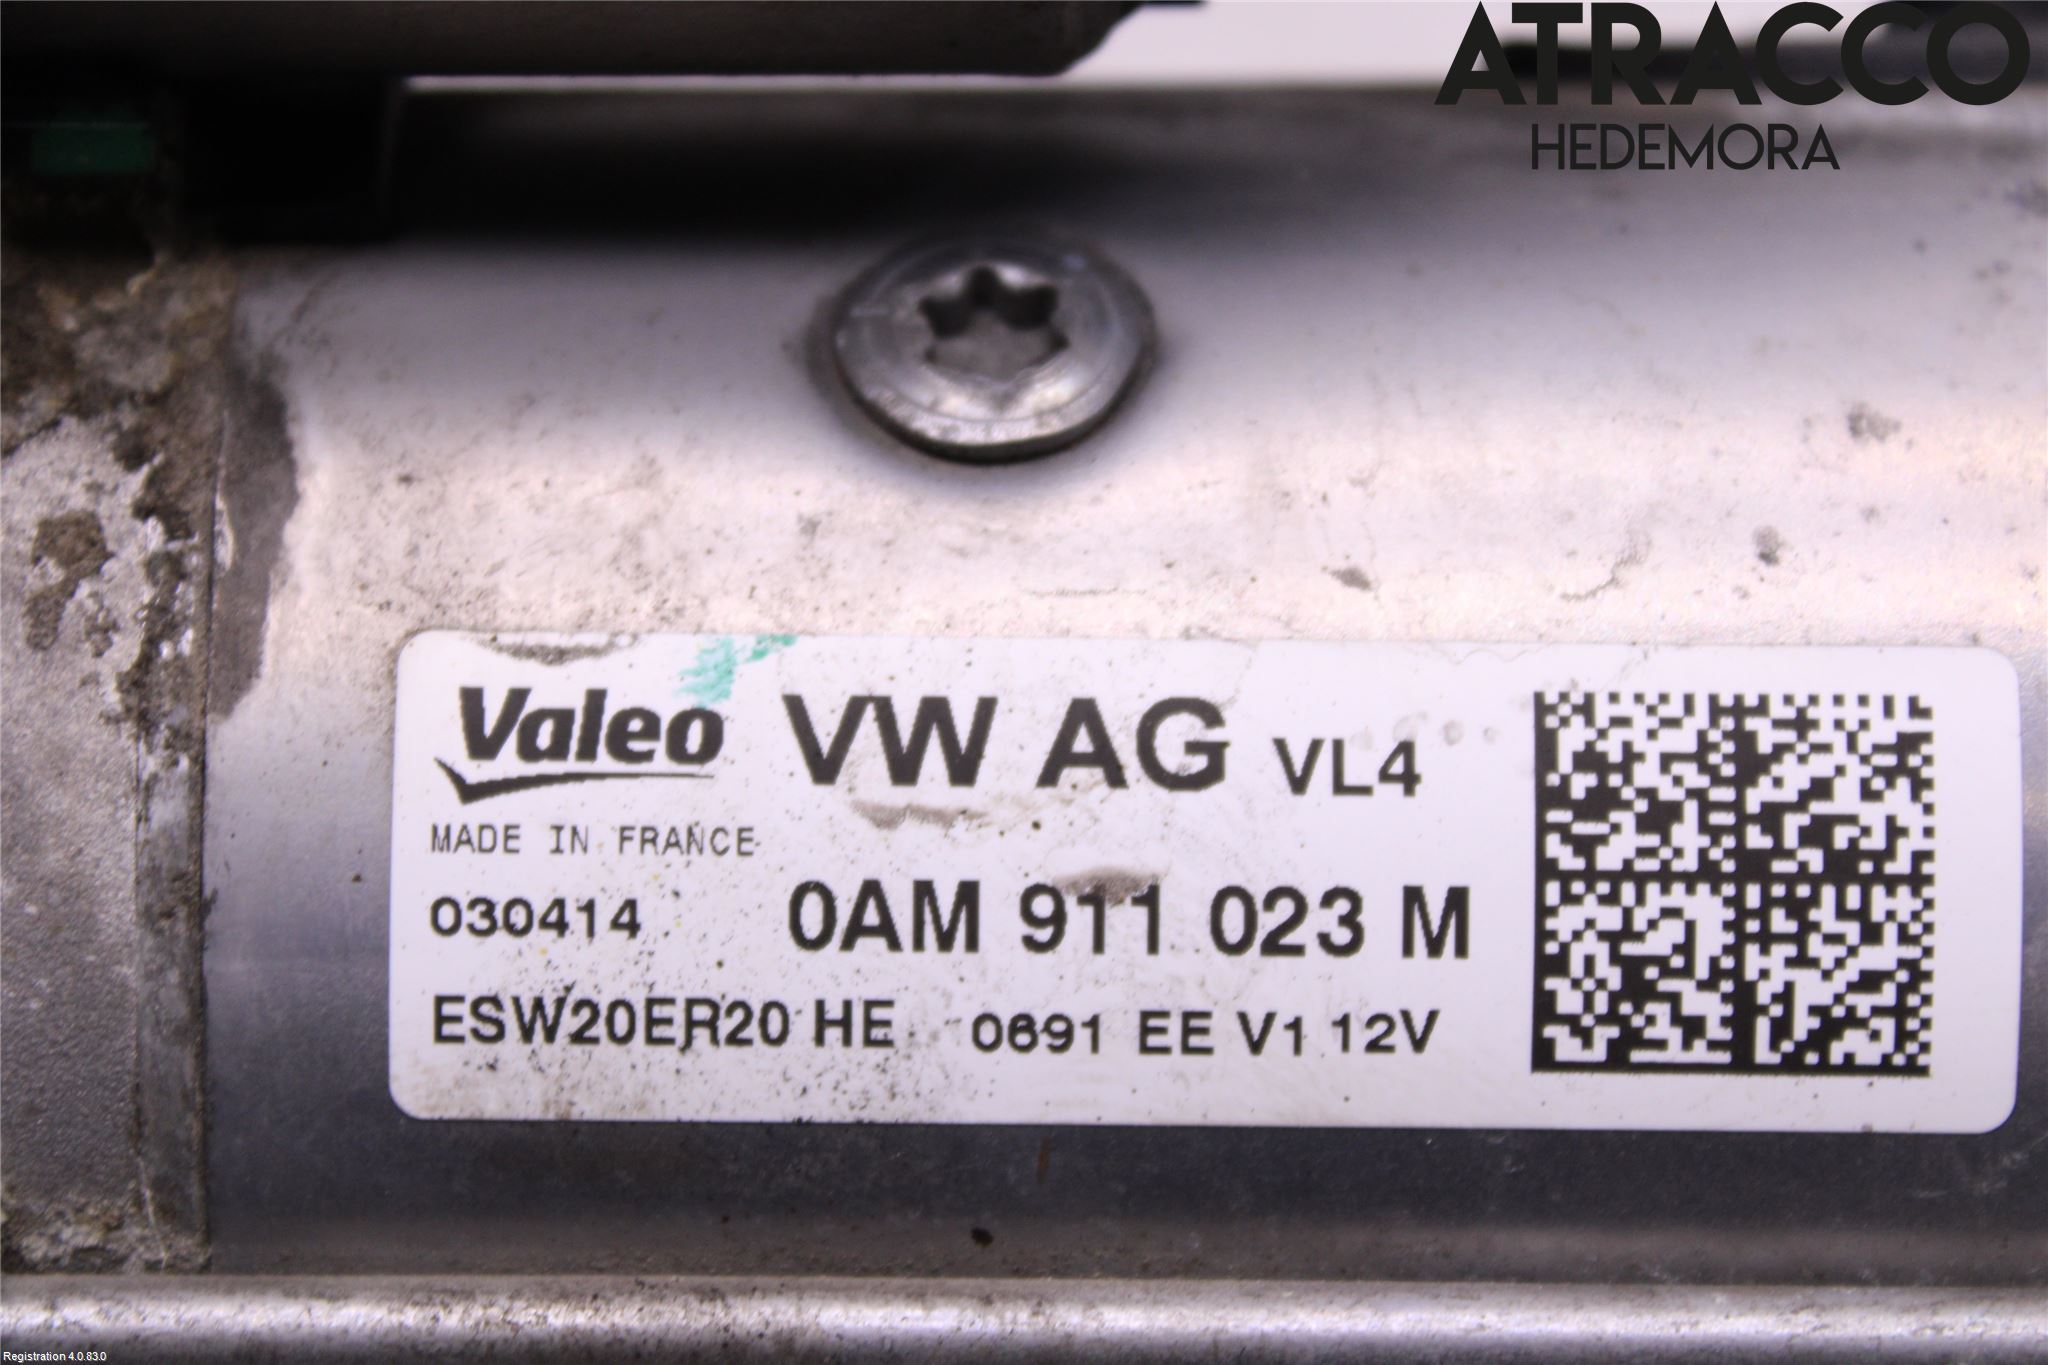 ATRACCO
HEDEMORA
Valeo VW AG VL4
MADE IN FRANCE
030414 0AM 911 023 M
ESW20ER20 HE 0691 EE V1 12V
Registration 4.0.83.0